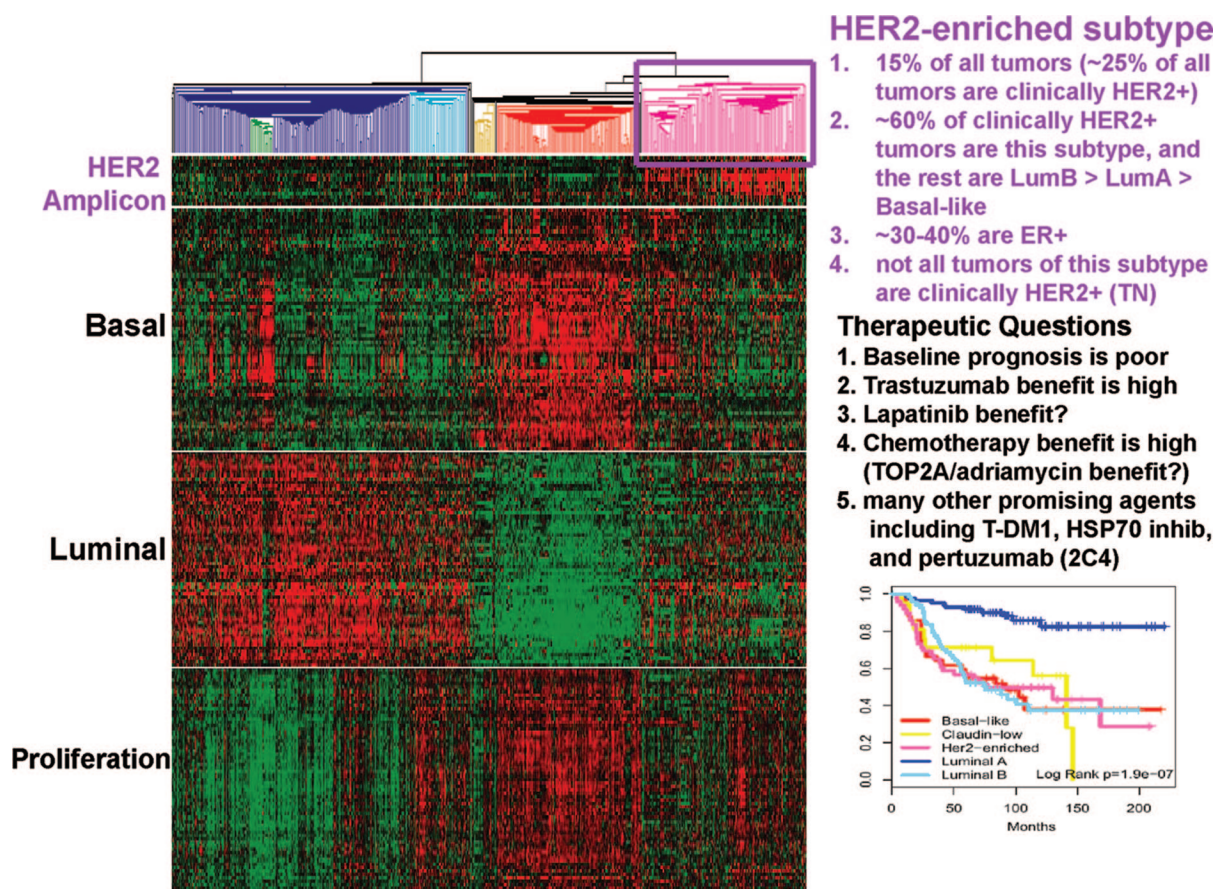 HER2-enriched subtype
1. 15% of all tumors (~25% of all
tumors are clinically HER2+)
2. ~60% of clinically HER2+
tumors are this subtype, and
the rest are LumB > LumA >
Basal-like
3. ~30-40% are ER+
4. not all tumors of this subtype
are clinically HER2+ (TN)
Therapeutic Questions
1. Baseline prognosis is poor
2. Trastuzumab benefit is high
3. Lapatinib benefit?
4. Chemotherapy benefit is high
(TOP2A/adriamycin benefit?)
5. many other promising agents
including T-DM1, HSP70 inhib,
and pertuzumab (2C4)
HER2
Amplicon
Basal
Luminal
Proliferation
1.0
0.8
0.6
0.4
0.2
0.0
Basal-like
Claudin-low
Her2-enriched
Luminal A
Luminal B
Log Rank p=1.9e-07
0 50 100 150 200
Months